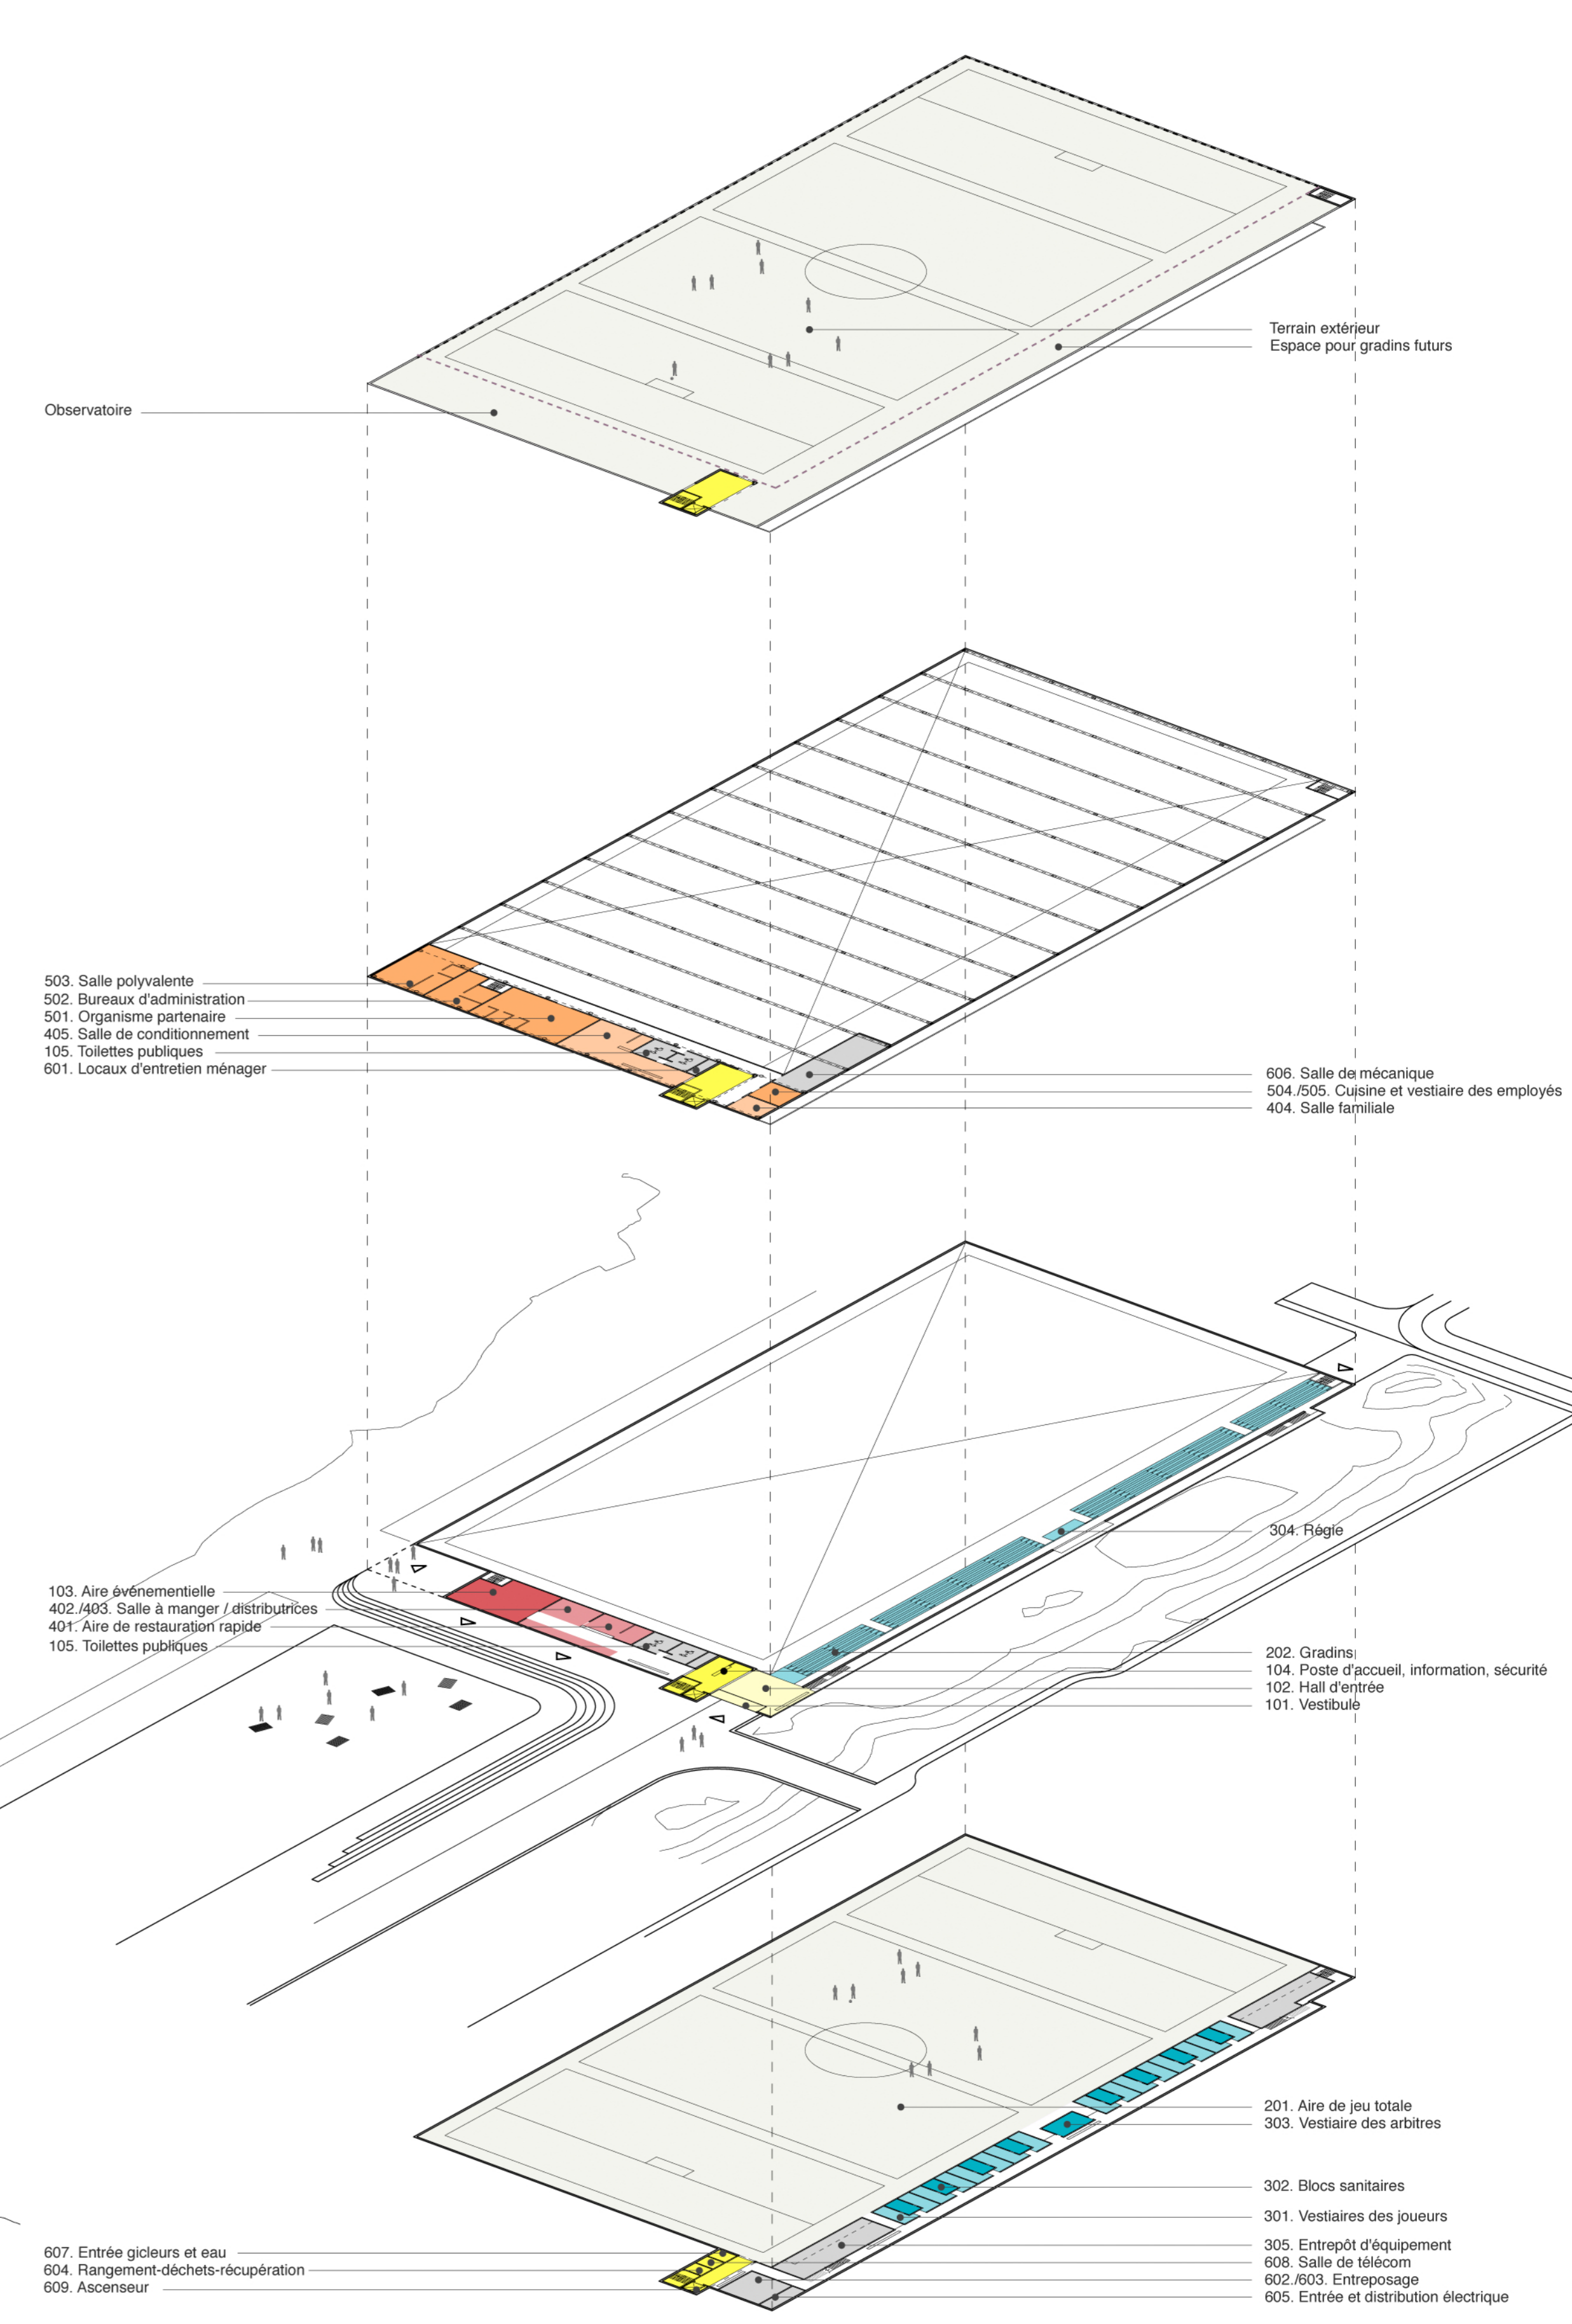 Terrain extérieur
Espace pour gradins futurs
Observatoire
503. Salle polyvalente
502. Bureaux d'administration
501. Organisme partenaire
405. Salle de conditionnement
105. Toilettes publiques
601. Locaux d'entretien ménager
606. Salle de mécanique
504./505. Cuisine et vestiaire des employés
404. Salle familiale
304. Régie
103. Aire événementielle
402./403. Salle à manger / distributrices
401. Aire de restauration rapide
105. Toilettes publiques
202. Gradins
104. Poste d'accueil, information, sécurité
102. Hall d'entrée
101. Vestibule
201. Aire de jeu totale
303. Vestiaire des arbitres
302. Blocs sanitaires
301. Vestiaires des joueurs
305. Entrepôt d'équipement
608. Salle de télécom
602./603. Entreposage
605. Entrée et distribution électrique
607. Entrée gicleurs et eau
604. Rangement-déchets-récupération
609. Ascenseur